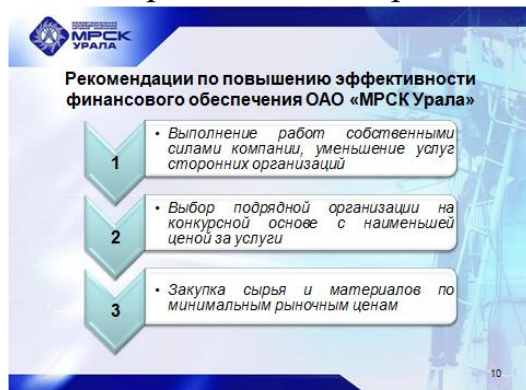 МРСК
УРАЛА
Рекомендации по повышению эффективности
финансового обеспечения ОАО «МРСК Урала»
1
• Выполнение работ собственными
силами компании, уменьшение услуг
сторонних организаций
2
• Выбор подрядной организации на
конкурсной основе с наименьшей
ценой за услуги
3
• Закупка сырья и материалов по
минимальным рыночным ценам
10